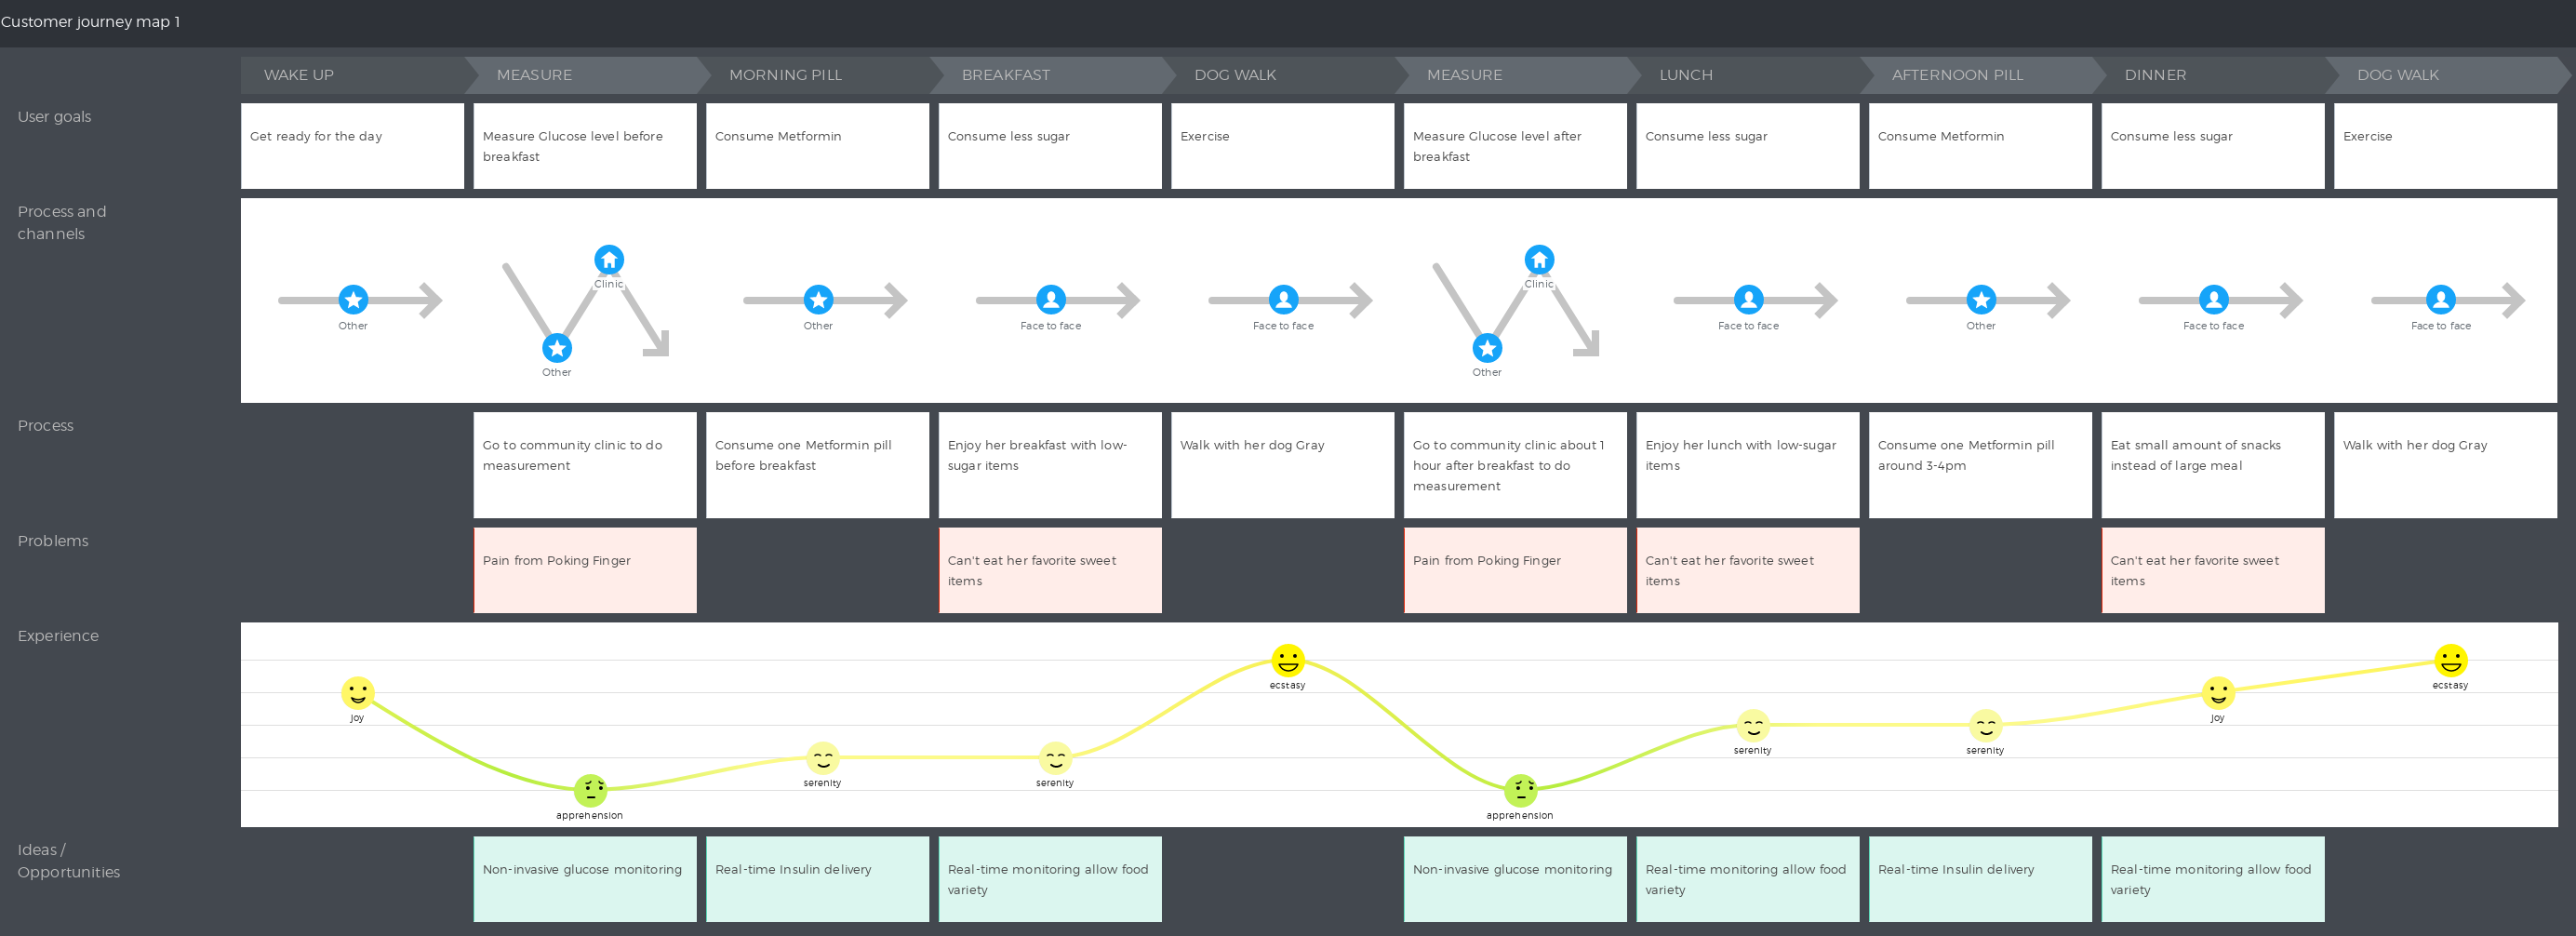 Customer journey map 1
WAKE UP
MEASURE
MORNING PILL
BREAKFAST
DOG WALK
MEASURE
LUNCH
AFTERNOON PILL
DINNER
DOG WALK
User goals
Get ready for the day
Measure Glucose level before
breakfast
Consume Metformin
Consume less sugar
Exercise
Measure Glucose level after
breakfast
Consume less sugar
Consume Metformin
Consume less sugar
Exercise
Process and
channels
Other
Clinic
Other
Other
Face to face
Face to face
Clinic
Other
Face to face
Other
Face to face
Face to face
Process
Go to community clinic to do
measurement
Consume one Metformin pill
before breakfast
Enjoy her breakfast with low-
sugar items
Walk with her dog Gray
Go to community clinic about 1
hour after breakfast to do
measurement
Enjoy her lunch with low-sugar
items
Consume one Metformin pill
around 3-4pm
Eat small amount of snacks
instead of large meal
Walk with her dog Gray
Problems
Pain from Poking Finger
Can't eat her favorite sweet
items
Pain from Poking Finger
Can't eat her favorite sweet
items
Can't eat her favorite sweet
items
Experience
joy
apprehension
serenity
serenity
ecstasy
apprehension
serenity
serenity
joy
ecstasy
Ideas /
Opportunities
Non-invasive glucose monitoring
Real-time Insulin delivery
Real-time monitoring allow food
variety
Non-invasive glucose monitoring
Real-time monitoring allow food
variety
Real-time Insulin delivery
Real-time monitoring allow food
variety